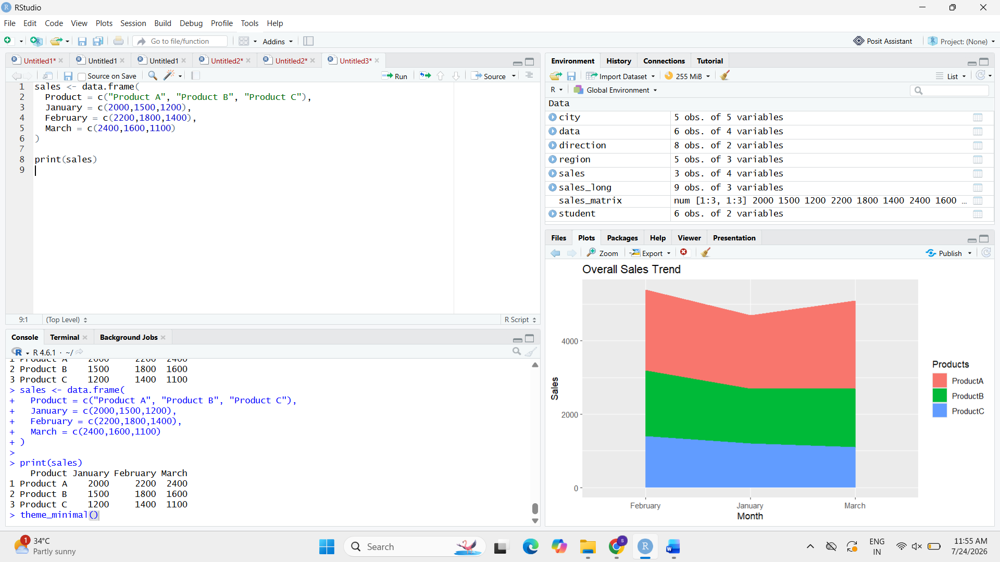 RStudio
File Edit Code View Plots Session Build Debug Profile Tools Help
Go to file/function Addins Posit Assistant Project: (None)
Untitled1* Untitled1 Untitled1 Untitled2* Untitled2* Untitled3*
Source on Save Run Source
1 sales <- data.frame(
2 Product = c("Product A", "Product B", "Product C"),
3 January = c(2000,1500,1200),
4 February = c(2200,1800,1400),
5 March = c(2400,1600,1100)
6 )
7
8 print(sales)
9
9:1 (Top Level) R Script
Console Terminal Background Jobs
R 4.6.1 · ~/
1 Product A 2000 2200 2400
2 Product B 1500 1800 1600
3 Product C 1200 1400 1100
> sales <- data.frame(
+ Product = c("Product A", "Product B", "Product C"),
+ January = c(2000,1500,1200),
+ February = c(2200,1800,1400),
+ March = c(2400,1600,1100)
+ )
>
> print(sales)
Product January February March
1 Product A 2000 2200 2400
2 Product B 1500 1800 1600
3 Product C 1200 1400 1100
> theme_minimal()
Environment History Connections Tutorial
Import Dataset 255 MiB List
R Global Environment
Data
city 5 obs. of 5 variables
data 6 obs. of 4 variables
direction 8 obs. of 2 variables
region 5 obs. of 3 variables
sales 3 obs. of 4 variables
sales_long 9 obs. of 3 variables
sales_matrix num [1:3, 1:3] 2000 1500 1200 2200 1800 1400 2400 1600 …
student 6 obs. of 2 variables
Files Plots Packages Help Viewer Presentation
Zoom Export Publish
Overall Sales Trend
Sales
4000
2000
0
February January March
Month
Products
ProductA
ProductB
ProductC
1 34°C
Partly sunny
Search
S
ENG
IN
11:55 AM
7/24/2026